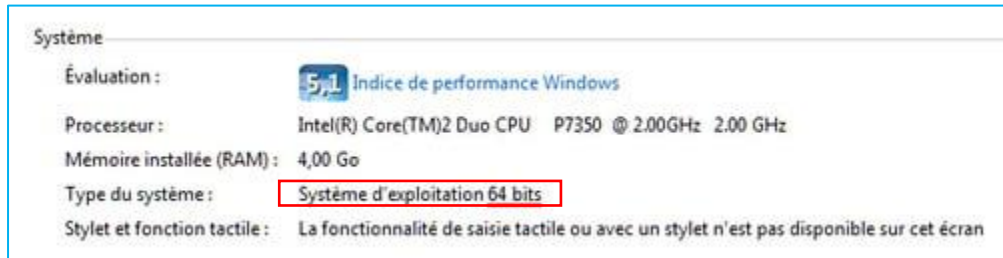 Système
Évaluation : 5,1 Indice de performance Windows
Processeur : Intel(R) Core(TM)2 Duo CPU P7350 @ 2.00GHz 2.00 GHz
Mémoire installée (RAM) : 4,00 Go
Type du système : Système d'exploitation 64 bits
Stylet et fonction tactile : La fonctionnalité de saisie tactile ou avec un stylet n'est pas disponible sur cet écran